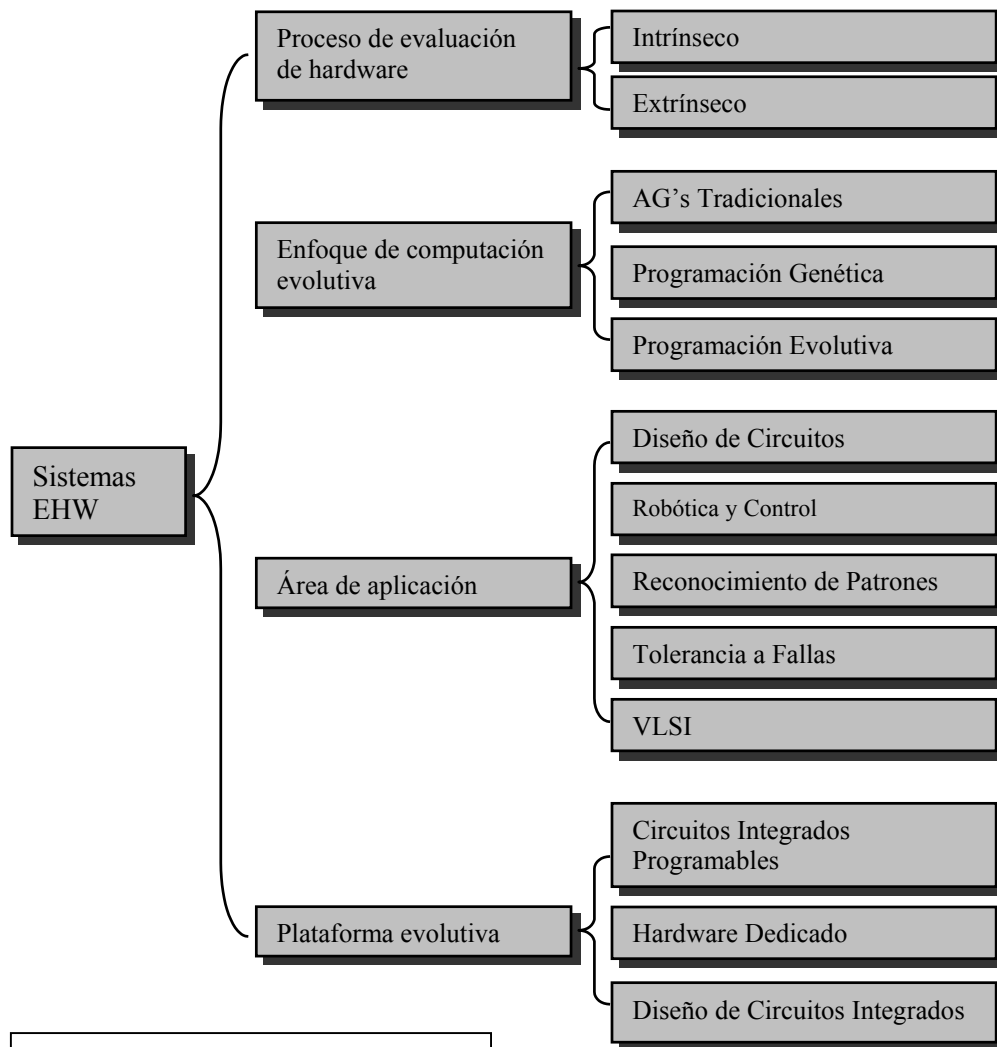 Proceso de evaluación
de hardware
Intrínseco
Extrínseco
Enfoque de computación
evolutiva
AG's Tradicionales
Programación Genética
Programación Evolutiva
Sistemas
EHW
Área de aplicación
Diseño de Circuitos
Robótica y Control
Reconocimiento de Patrones
Tolerancia a Fallas
VLSI
Plataforma evolutiva
Circuitos Integrados
Programables
Hardware Dedicado
Diseño de Circuitos Integrados